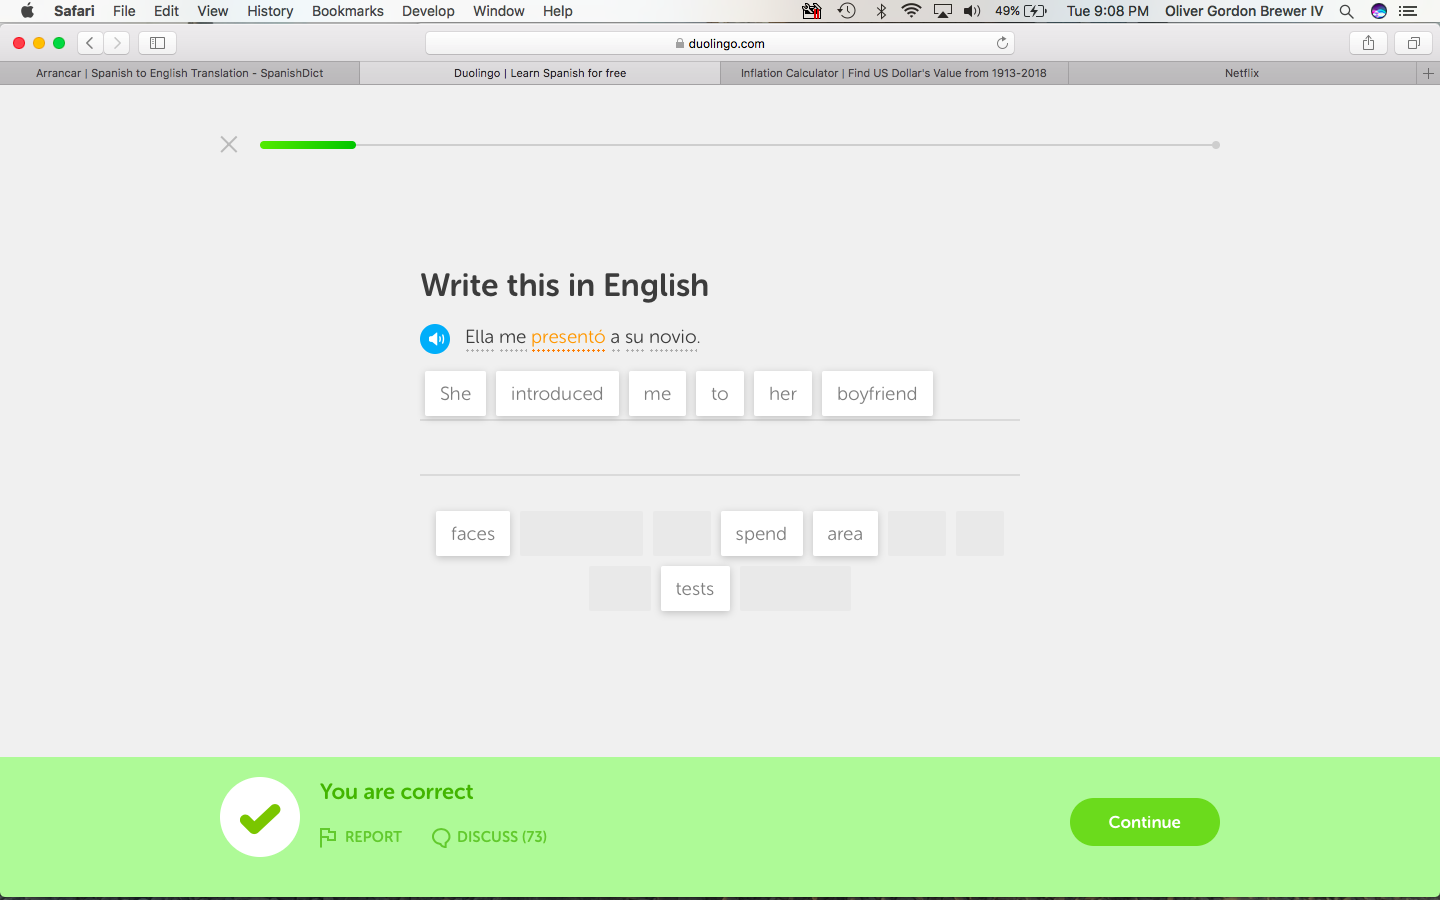 Safari File Edit View History Bookmarks Develop Window Help 49% Tue 9:08 PM Oliver Gordon Brewer IV
duolingo.com
Arrancar | Spanish to English Translation - SpanishDict Duolingo | Learn Spanish for free Inflation Calculator | Find US Dollar's Value from 1913-2018 Netflix
Write this in English
Ella me presentó a su novio.
She introduced me to her boyfriend
faces spend area
tests
You are correct
REPORT DISCUSS (73)
Continue